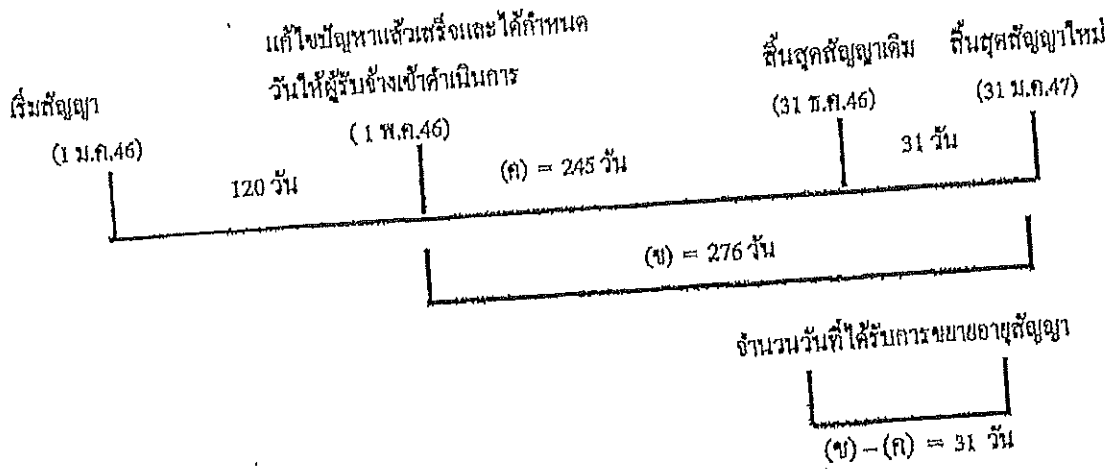 แก้ไขปัญหาแล้วเสร็จและได้กำหนด
วันให้ผู้รับจ้างเข้าดำเนินการ
(1 พ.ค.46)
เริ่มสัญญา
(1 ม.ค.46)
สิ้นสุดสัญญาเดิม
(31 ธ.ค.46)
สิ้นสุดสัญญาใหม่
(31 ม.ค.47)
120 วัน
(ค) = 245 วัน
31 วัน
(ข) = 276 วัน
จำนวนวันที่ได้รับการขยายอายุสัญญา
(ข) – (ค) = 31 วัน